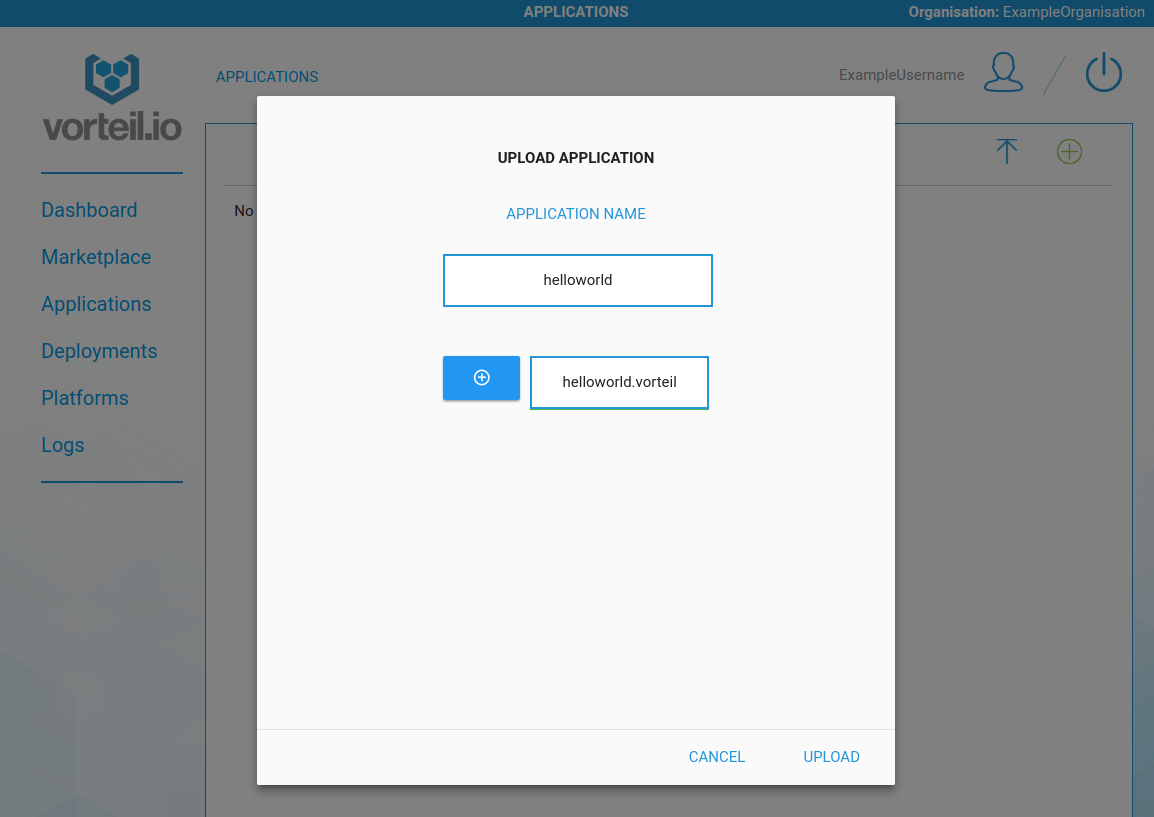 APPLICATIONS
Organisation: ExampleOrganisation
vorteil.io
APPLICATIONS
ExampleUsername
Dashboard
Marketplace
Applications
Deployments
Platforms
Logs
No
UPLOAD APPLICATION
APPLICATION NAME
helloworld
helloworld.vorteil
CANCEL
UPLOAD